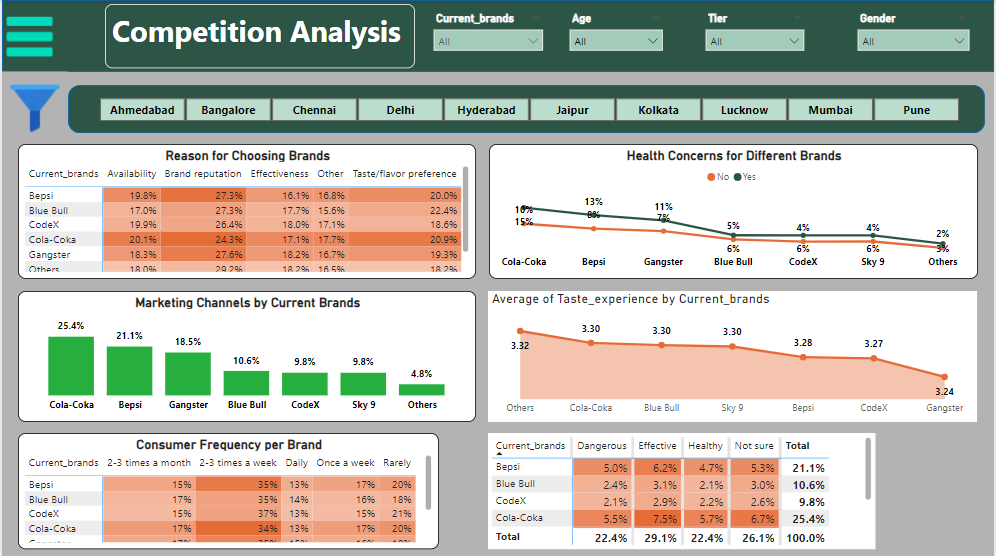 Competition Analysis
Current_brands Age Tier Gender
All All All All
Ahmedabad Bangalore Chennai Delhi Hyderabad Jaipur Kolkata Lucknow Mumbai Pune
Reason for Choosing Brands
Current_brands Availability Brand reputation Effectiveness Other Taste/flavor preference
Bepsi 19.8% 27.3% 16.1% 16.8% 20.0%
Blue Bull 17.0% 27.3% 17.7% 15.6% 22.4%
CodeX 19.9% 26.4% 18.0% 17.1% 18.6%
Cola-Coka 20.1% 24.3% 17.1% 17.7% 20.9%
Gangster 18.3% 27.6% 18.2% 16.7% 19.3%
Others 18.0% 29.2% 18.2% 16.5% 18.2%
Health Concerns for Different Brands
No Yes
16% 13% 11% 5% 4% 4% 2%
15% 8% 7% 6% 6% 6% 3%
Cola-Coka Bepsi Gangster Blue Bull CodeX Sky 9 Others
Marketing Channels by Current Brands
25.4% 21.1% 18.5% 10.6% 9.8% 9.8% 4.8%
Cola-Coka Bepsi Gangster Blue Bull CodeX Sky 9 Others
Average of Taste_experience by Current_brands
3.32 3.30 3.30 3.30 3.28 3.27 3.24
Others Cola-Coka Blue Bull Sky 9 Bepsi CodeX Gangster
Consumer Frequency per Brand
Current_brands 2-3 times a month 2-3 times a week Daily Once a week Rarely
Bepsi 15% 35% 13% 17% 20%
Blue Bull 17% 35% 14% 16% 18%
CodeX 15% 37% 13% 15% 21%
Cola-Coka 17% 34% 13% 17% 20%
Current_brands Dangerous Effective Healthy Not sure Total
Bepsi 5.0% 6.2% 4.7% 5.3% 21.1%
Blue Bull 2.4% 3.1% 2.1% 3.0% 10.6%
CodeX 2.1% 2.9% 2.2% 2.6% 9.8%
Cola-Coka 5.5% 7.5% 5.7% 6.7% 25.4%
Total 22.4% 29.1% 22.4% 26.1% 100.0%